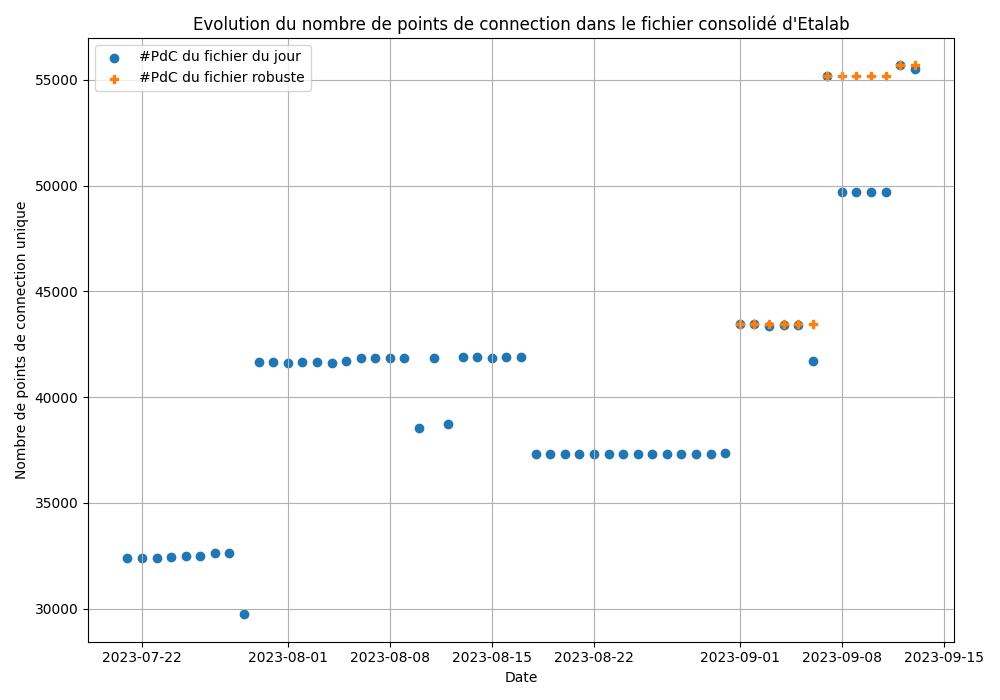 Evolution du nombre de points de connection dans le fichier consolidé d'Etalab
#PdC du fichier du jour
#PdC du fichier robuste
Nombre de points de connection unique
55000
50000
45000
40000
35000
30000
2023-07-22
2023-08-01
2023-08-08
2023-08-15
2023-08-22
2023-09-01
2023-09-08
2023-09-15
Date